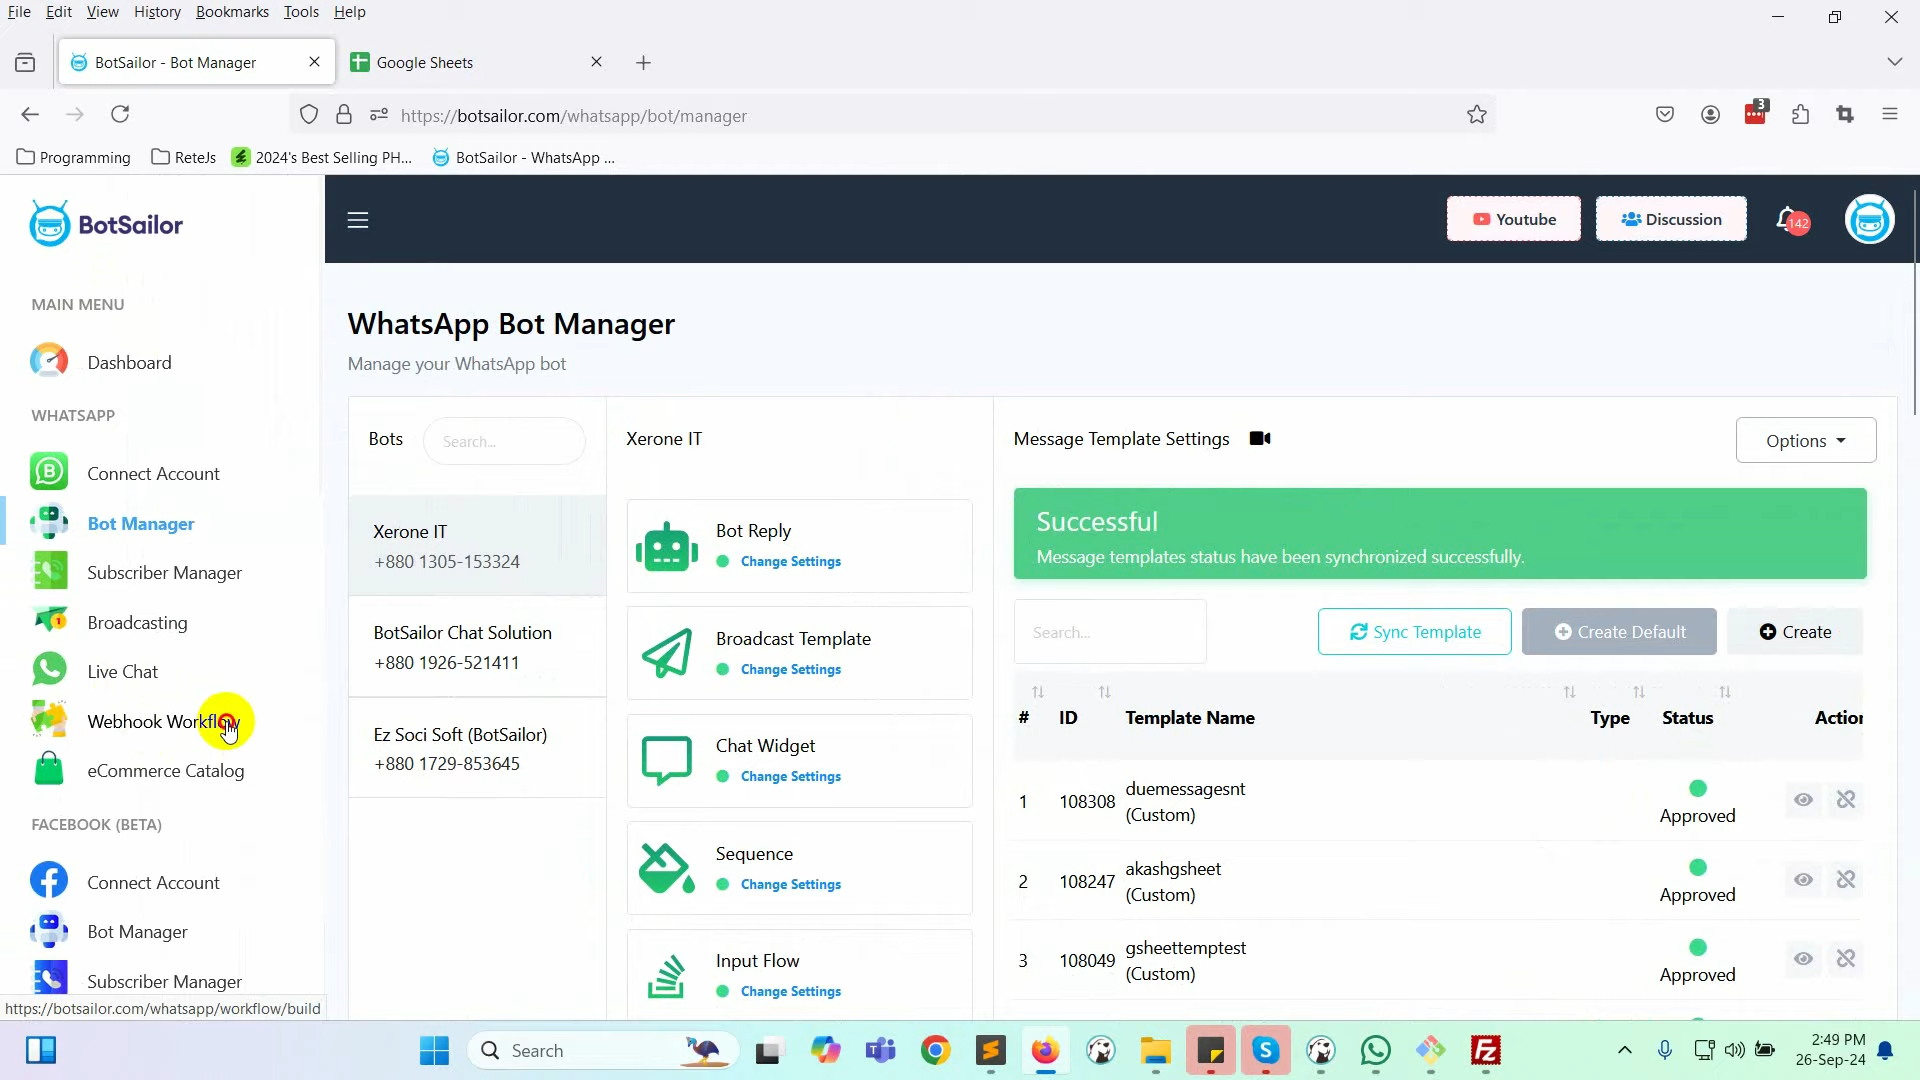 File Edit View History Bookmarks Tools Help
BotSailor - Bot Manager
Google Sheets
https://botsailor.com/whatsapp/bot/manager
3
Programming
ReteJs
2024's Best Selling PH...
BotSailor - WhatsApp ...
BotSailor
Youtube
Discussion
142
MAIN MENU
Dashboard
WHATSAPP
Connect Account
Bot Manager
Subscriber Manager
Broadcasting
Live Chat
Webhook Workflow
eCommerce Catalog
FACEBOOK (BETA)
Connect Account
Bot Manager
Subscriber Manager
https://botsailor.com/whatsapp/workflow/build
WhatsApp Bot Manager
Manage your WhatsApp bot
Bots
Search...
Xerone IT
+880 1305-153324
BotSailor Chat Solution
+880 1926-521411
Ez Soci Soft (BotSailor)
+880 1729-853645
Xerone IT
Bot Reply
Change Settings
Broadcast Template
Change Settings
Chat Widget
Change Settings
Sequence
Change Settings
Input Flow
Change Settings
Message Template Settings
Options
Successful
Message templates status have been synchronized successfully.
Search...
Sync Template
Create Default
Create
# ID Template Name Type Status Action
1 108308 duemessagesnt
(Custom)
Approved
2 108247 akashgsheet
(Custom)
Approved
3 108049 gsheettemptest
(Custom)
Approved
Search
2:49 PM
26-Sep-24